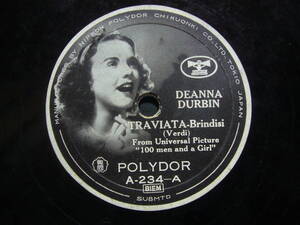 MANUFACTURED BY NIPPON POLYDOR CHIKUONKI CO. LTD. TOKYO JAPAN
DEANNA
DURBIN
TRAVIATA-Brindisi
(Verdi)
From Universal Picture
"100 men and a Girl"
POLYDOR
A-234-A
BIEM
SUBMTD